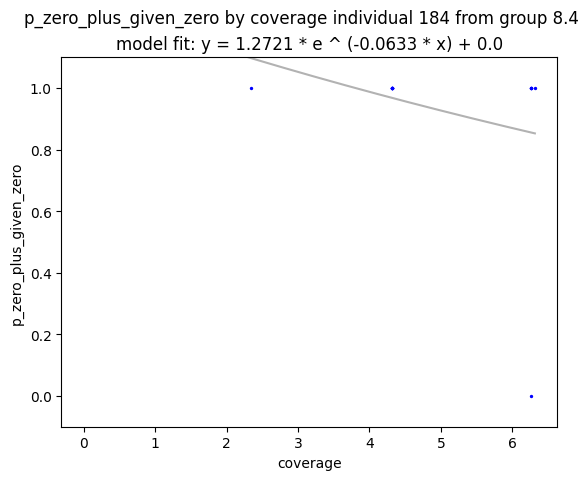 p_zero_plus_given_zero by coverage individual 184 from group 8.4
model fit: y = 1.2721 * e ^ (-0.0633 * x) + 0.0
1.0
0.8
0.6
0.4
0.2
0.0
p_zero_plus_given_zero
0 1 2 3 4 5 6
coverage